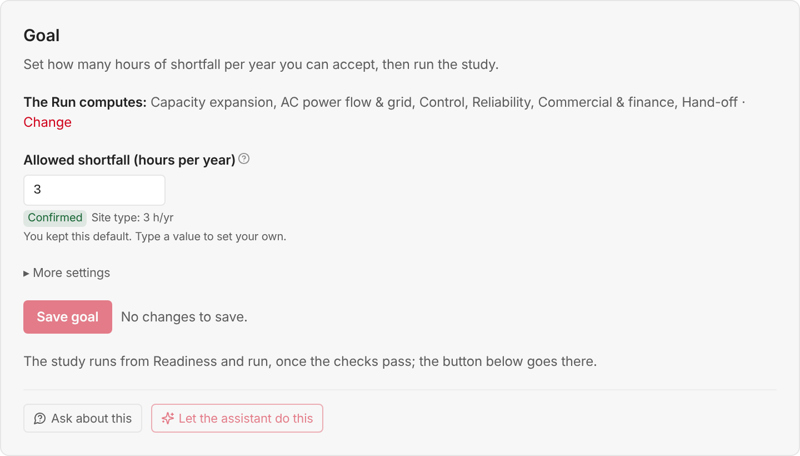 Goal
Set how many hours of shortfall per year you can accept, then run the study.
The Run computes: Capacity expansion, AC power flow & grid, Control, Reliability, Commercial & finance, Hand-off ·
Change
Allowed shortfall (hours per year) ?
3
Confirmed Site type: 3 h/yr
You kept this default. Type a value to set your own.
▸ More settings
Save goal No changes to save.
The study runs from Readiness and run, once the checks pass; the button below goes there.
Ask about this Let the assistant do this